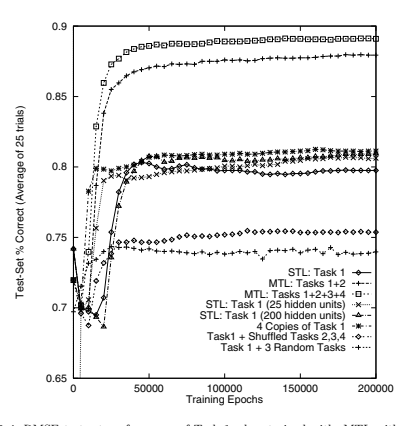 0.9
0.85
0.8
0.75
0.7
0.65
Test-Set % Correct (Average of 25 trials)
STL: Task 1
MTL: Tasks 1+2
MTL: Tasks 1+2+3+4
STL: Task 1 (25 hidden units)
STL: Task 1 (200 hidden units)
4 Copies of Task 1
Task1 + Shuffled Tasks 2,3,4
Task 1 + 3 Random Tasks
0
50000
100000
150000
200000
Training Epochs